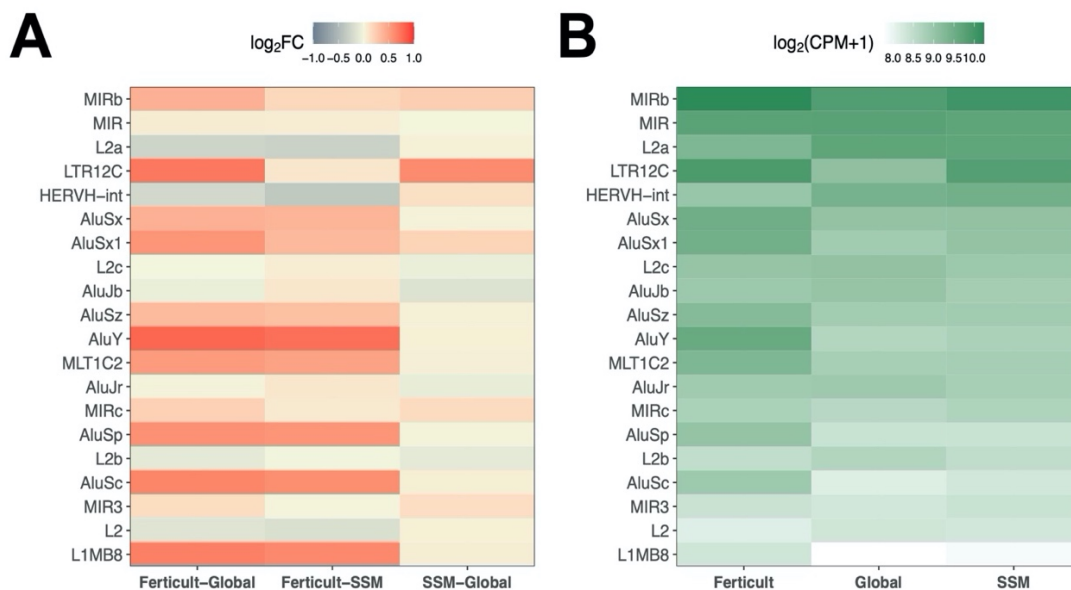 A
log₂FC
−1.0 −0.5 0.0 0.5 1.0
MIRb
MIR
L2a
LTR12C
HERVH−int
AluSx
AluSx1
L2c
AluJb
AluSz
AluY
MLT1C2
AluJr
MIRc
AluSp
L2b
AluSc
MIR3
L2
L1MB8
Ferticult−Global Ferticult−SSM SSM−Global
B
log₂(CPM+1)
8.0 8.5 9.0 9.5 10.0
MIRb
MIR
L2a
LTR12C
HERVH−int
AluSx
AluSx1
L2c
AluJb
AluSz
AluY
MLT1C2
AluJr
MIRc
AluSp
L2b
AluSc
MIR3
L2
L1MB8
Ferticult Global SSM